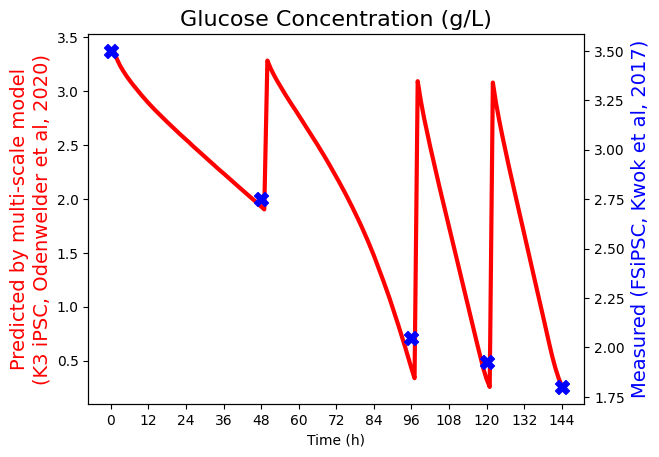 Glucose Concentration (g/L)
Predicted by multi-scale model
(K3 iPSC, Odenwelder et al, 2020)
3.5
3.0
2.5
2.0
1.5
1.0
0.5
3.50
3.25
3.00
2.75
2.50
2.25
2.00
1.75
Measured (FSiPSC, Kwok et al, 2017)
0 12 24 36 48 60 72 84 96 108 120 132 144
Time (h)